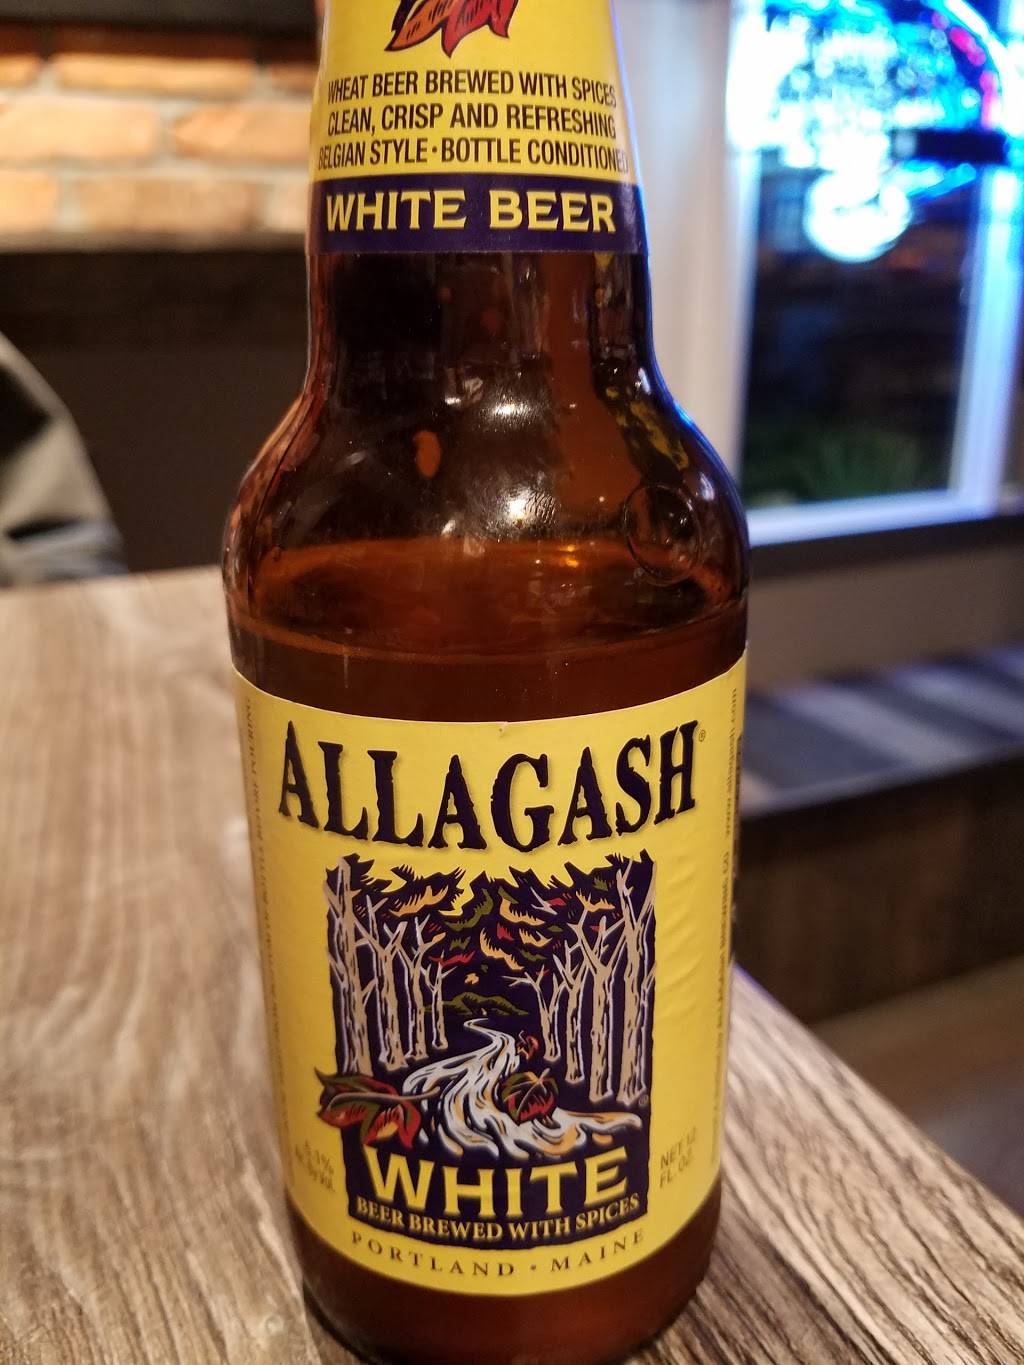 WHEAT BEER BREWED WITH SPICES
CLEAN, CRISP AND REFRESHING
BELGIAN STYLE • BOTTLE CONDITIONED
WHITE BEER
ALLAGASH®
WHITE
BEER BREWED WITH SPICES
PORTLAND • MAINE
NET 12
FL. OZ.